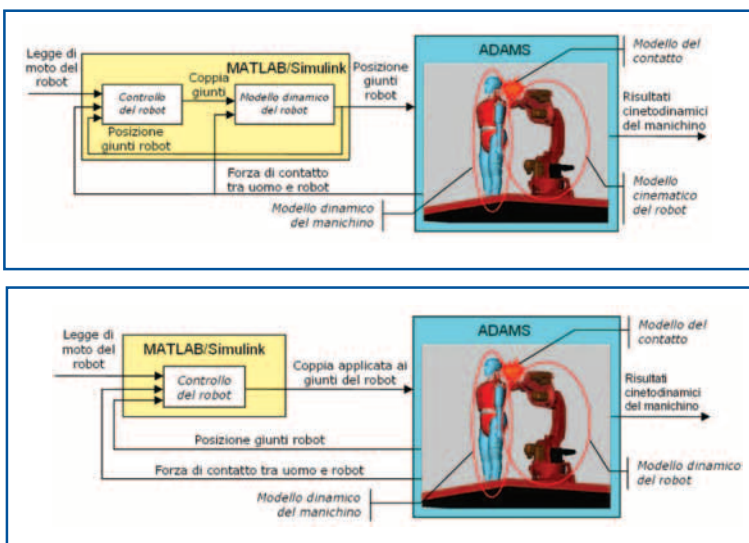 Legge di
moto del
robot
MATLAB/Simulink
Controllo
del robot
Coppia
giunti
Modello dinamico
del robot
Posizione
giunti robot
Posizione
giunti
robot
Forza di contatto
tra uomo e robot
Modello dinamico
del manichino
ADAMS
Modello del
contatto
Risultati
cinetodinamici
del manichino
Modello
cinematico
del robot
Legge di
moto del
robot
MATLAB/Simulink
Controllo
del robot
Coppia applicata ai
giunti del robot
Posizione giunti robot
Forza di contatto tra uomo e robot
Modello dinamico
del manichino
ADAMS
Modello del
contatto
Risultati
cinetodinamici
del manichino
Modello dinamico
del robot